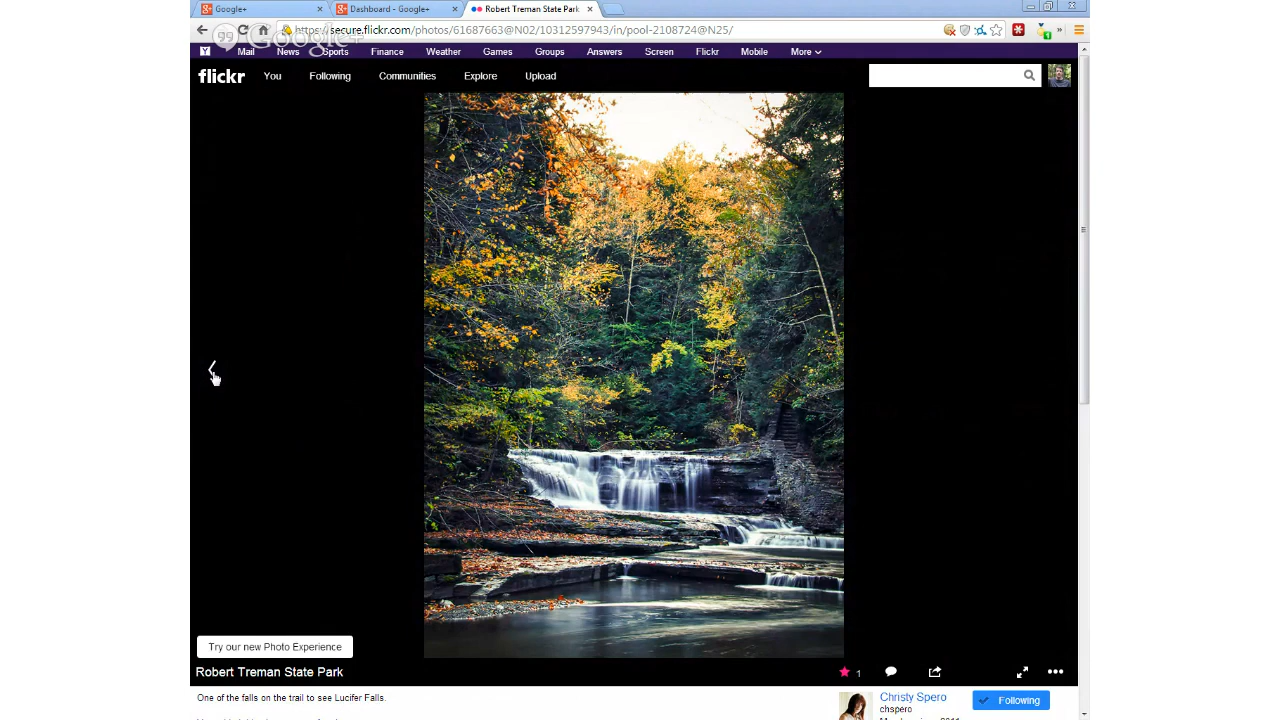 Google+
Dashboard - Google+
Robert Treman State Park
https://secure.flickr.com/photos/61687663@N02/10312597943/in/pool-2108724@N25/
Google+
Mail News Sports Finance Weather Games Groups Answers Screen Flickr Mobile More
flickr You Following Communities Explore Upload
Try our new Photo Experience
Robert Treman State Park
1
One of the falls on the trail to see Lucifer Falls.
Christy Spero
chspero
Following